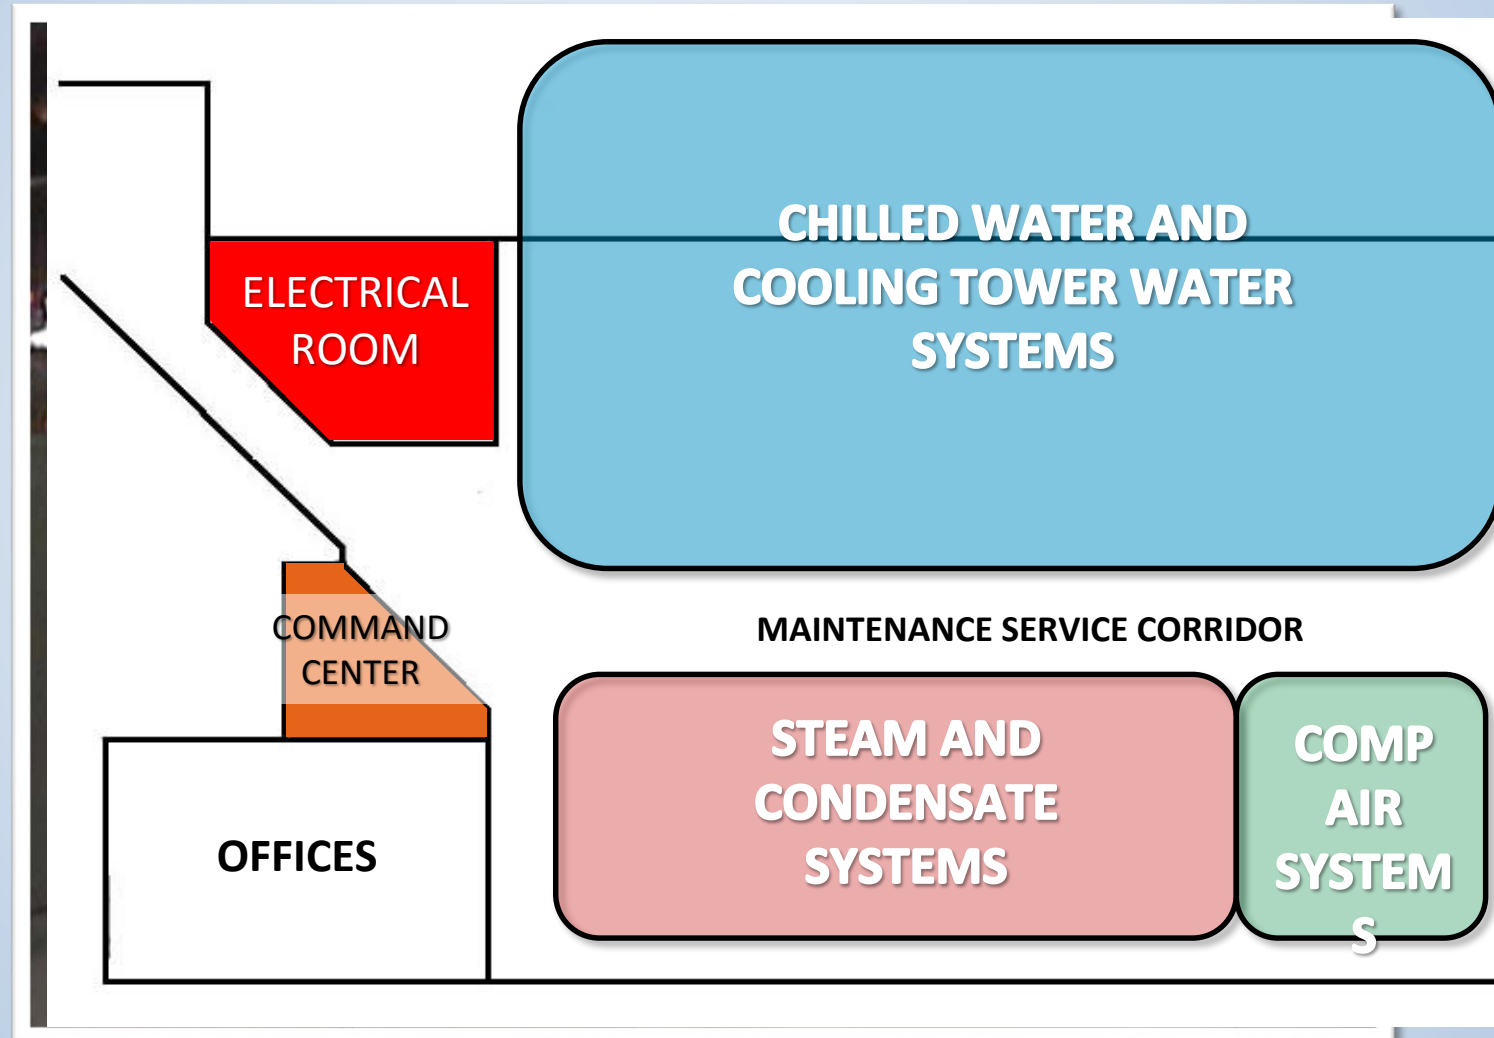 CHILLED WATER AND
COOLING TOWER WATER
SYSTEMS
ELECTRICAL
ROOM
COMMAND
CENTER
MAINTENANCE SERVICE CORRIDOR
STEAM AND
CONDENSATE
SYSTEMS
COMP
AIR
SYSTEM
S
OFFICES